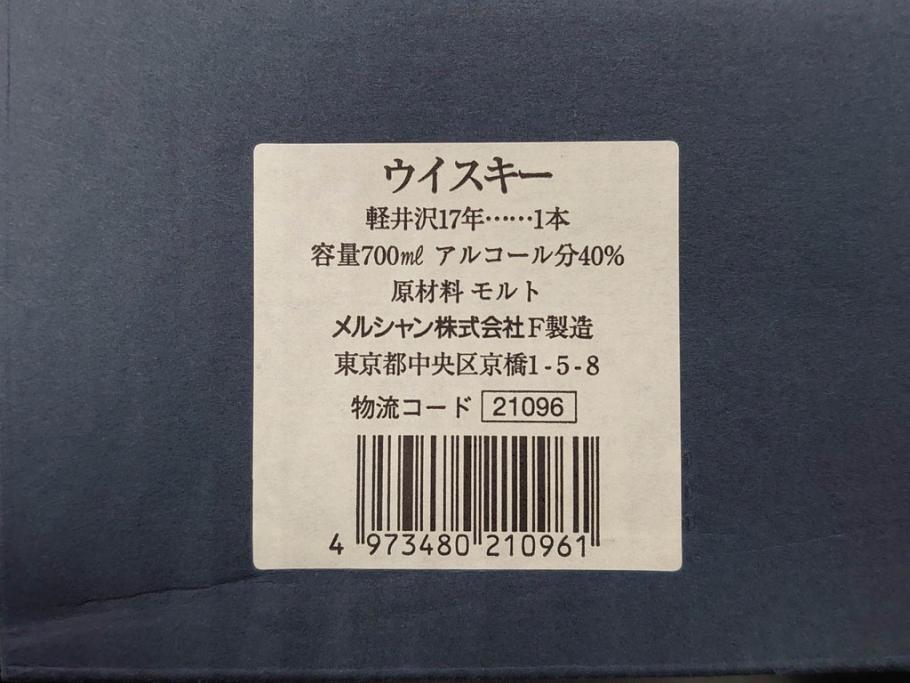 ウイスキー
軽井沢17年……1本
容量700㎖ アルコール分40%
原材料 モルト
メルシャン株式会社F製造
東京都中央区京橋1-5-8
物流コード 21096
4 973480 210961